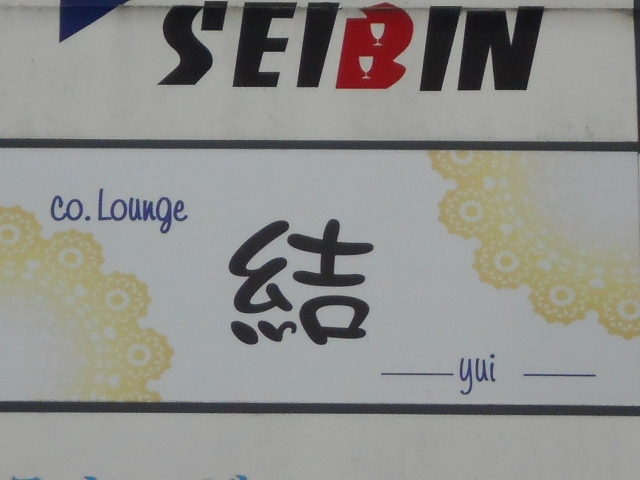 SEIBIN
co. Lounge
結
yui